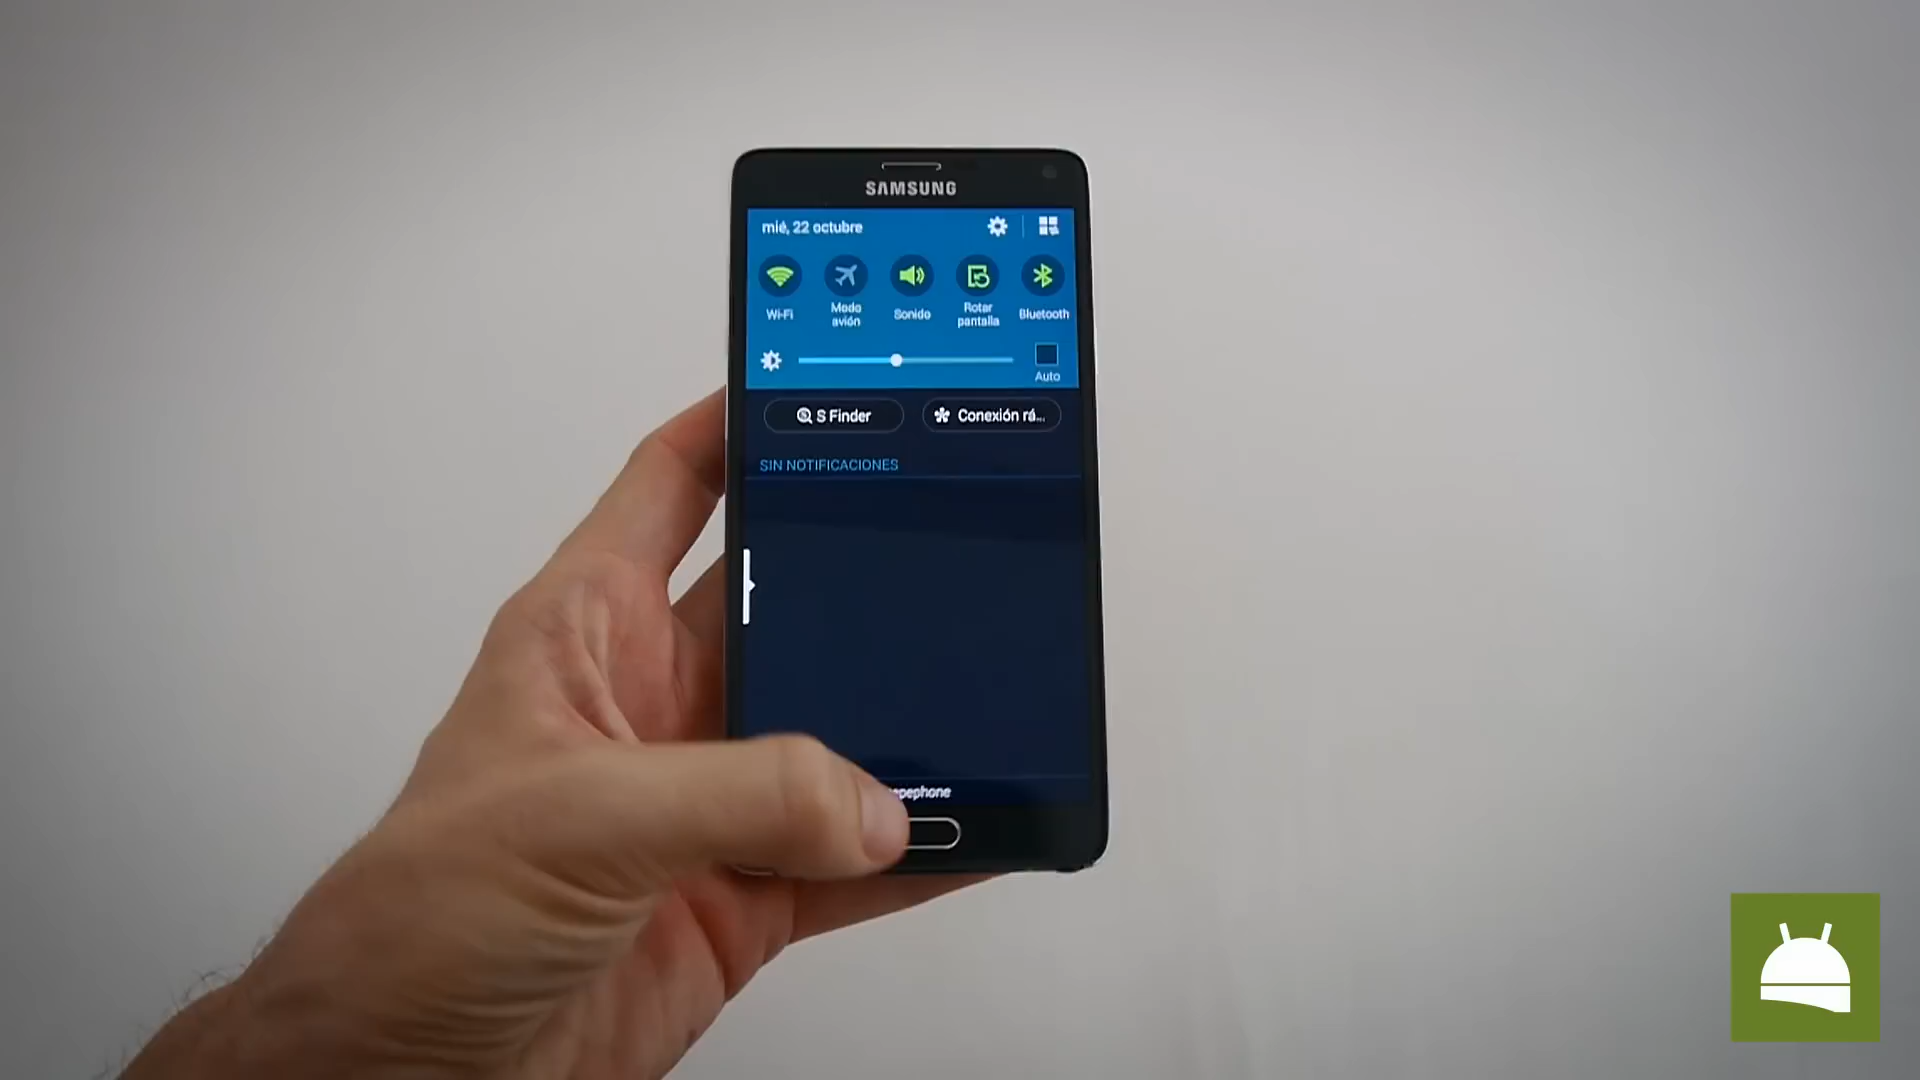 SAMSUNG
mié, 22 octubre
Wi-Fi
Modo
avión
Sonido
Rotar
pantalla
Bluetooth
Auto
S Finder
Conexión rá...
SIN NOTIFICACIONES